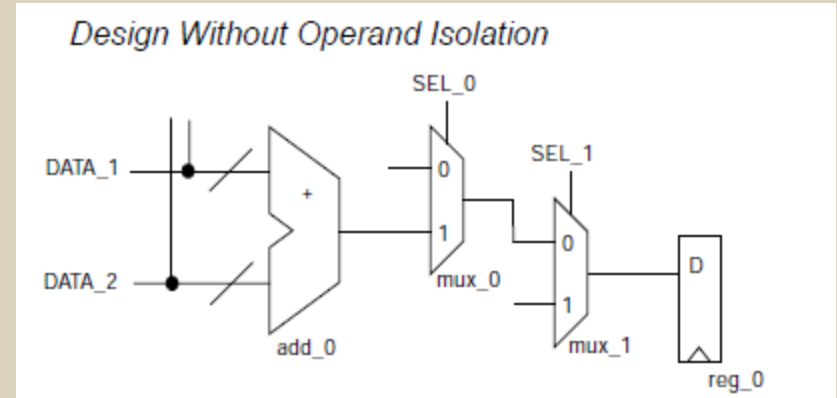 Design Without Operand Isolation
SEL_0
DATA_1
+
0
SEL_1
1
0
D
DATA_2
mux_0
1
add_0
mux_1
reg_0